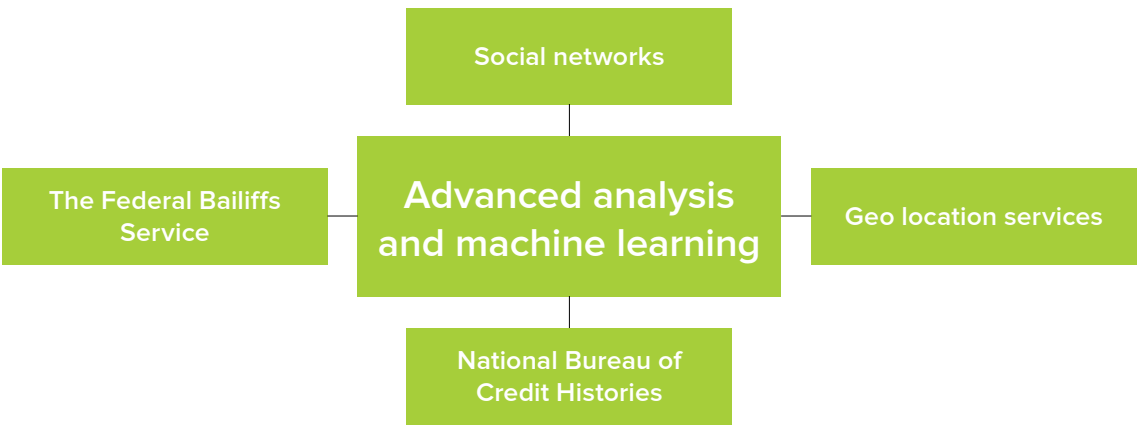 Social networks
The Federal Bailiffs
Service
Advanced analysis
and machine learning
Geo location services
National Bureau of
Credit Histories